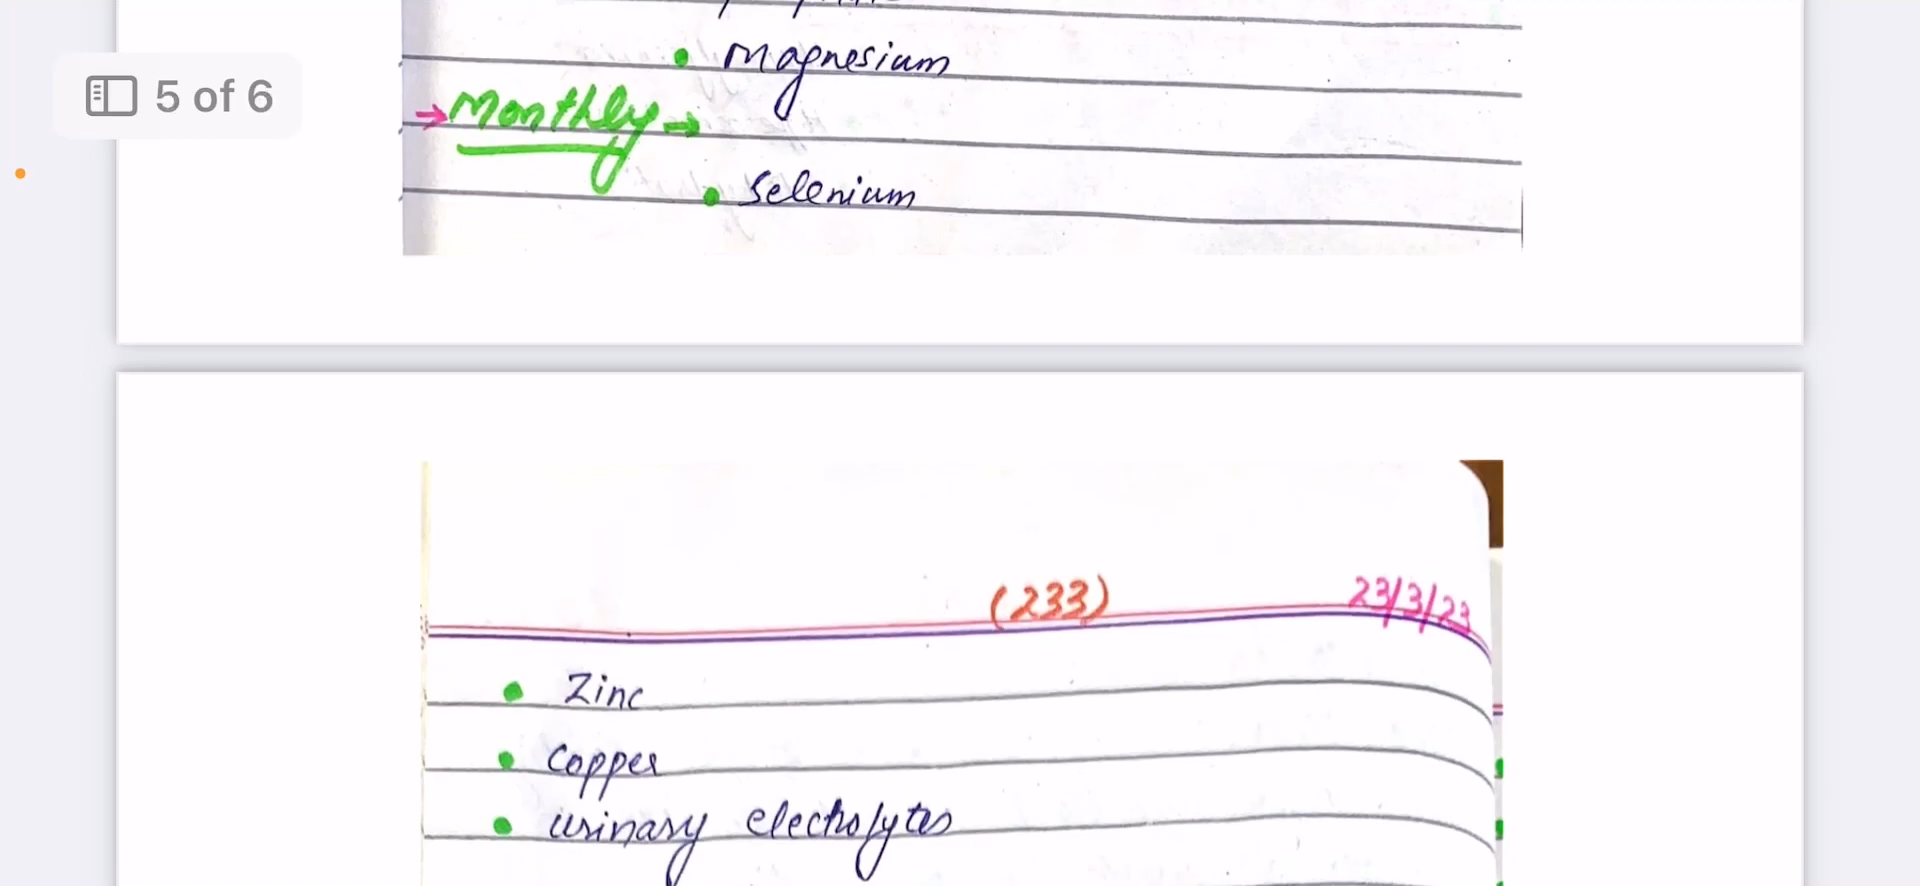 • Magnesium
5 of 6
→ Monthly →
• Selenium
(233)
23/3/23
• Zinc
• Copper
• urinary electrolytes